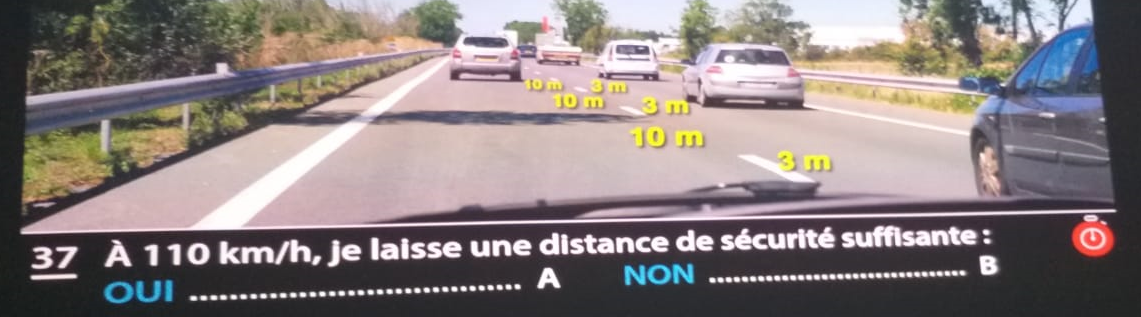 10 m 3 m
10 m 3 m
10 m
3 m
37 À 110 km/h, je laisse une distance de sécurité suffisante :
OUI ................................ A NON ................................ B